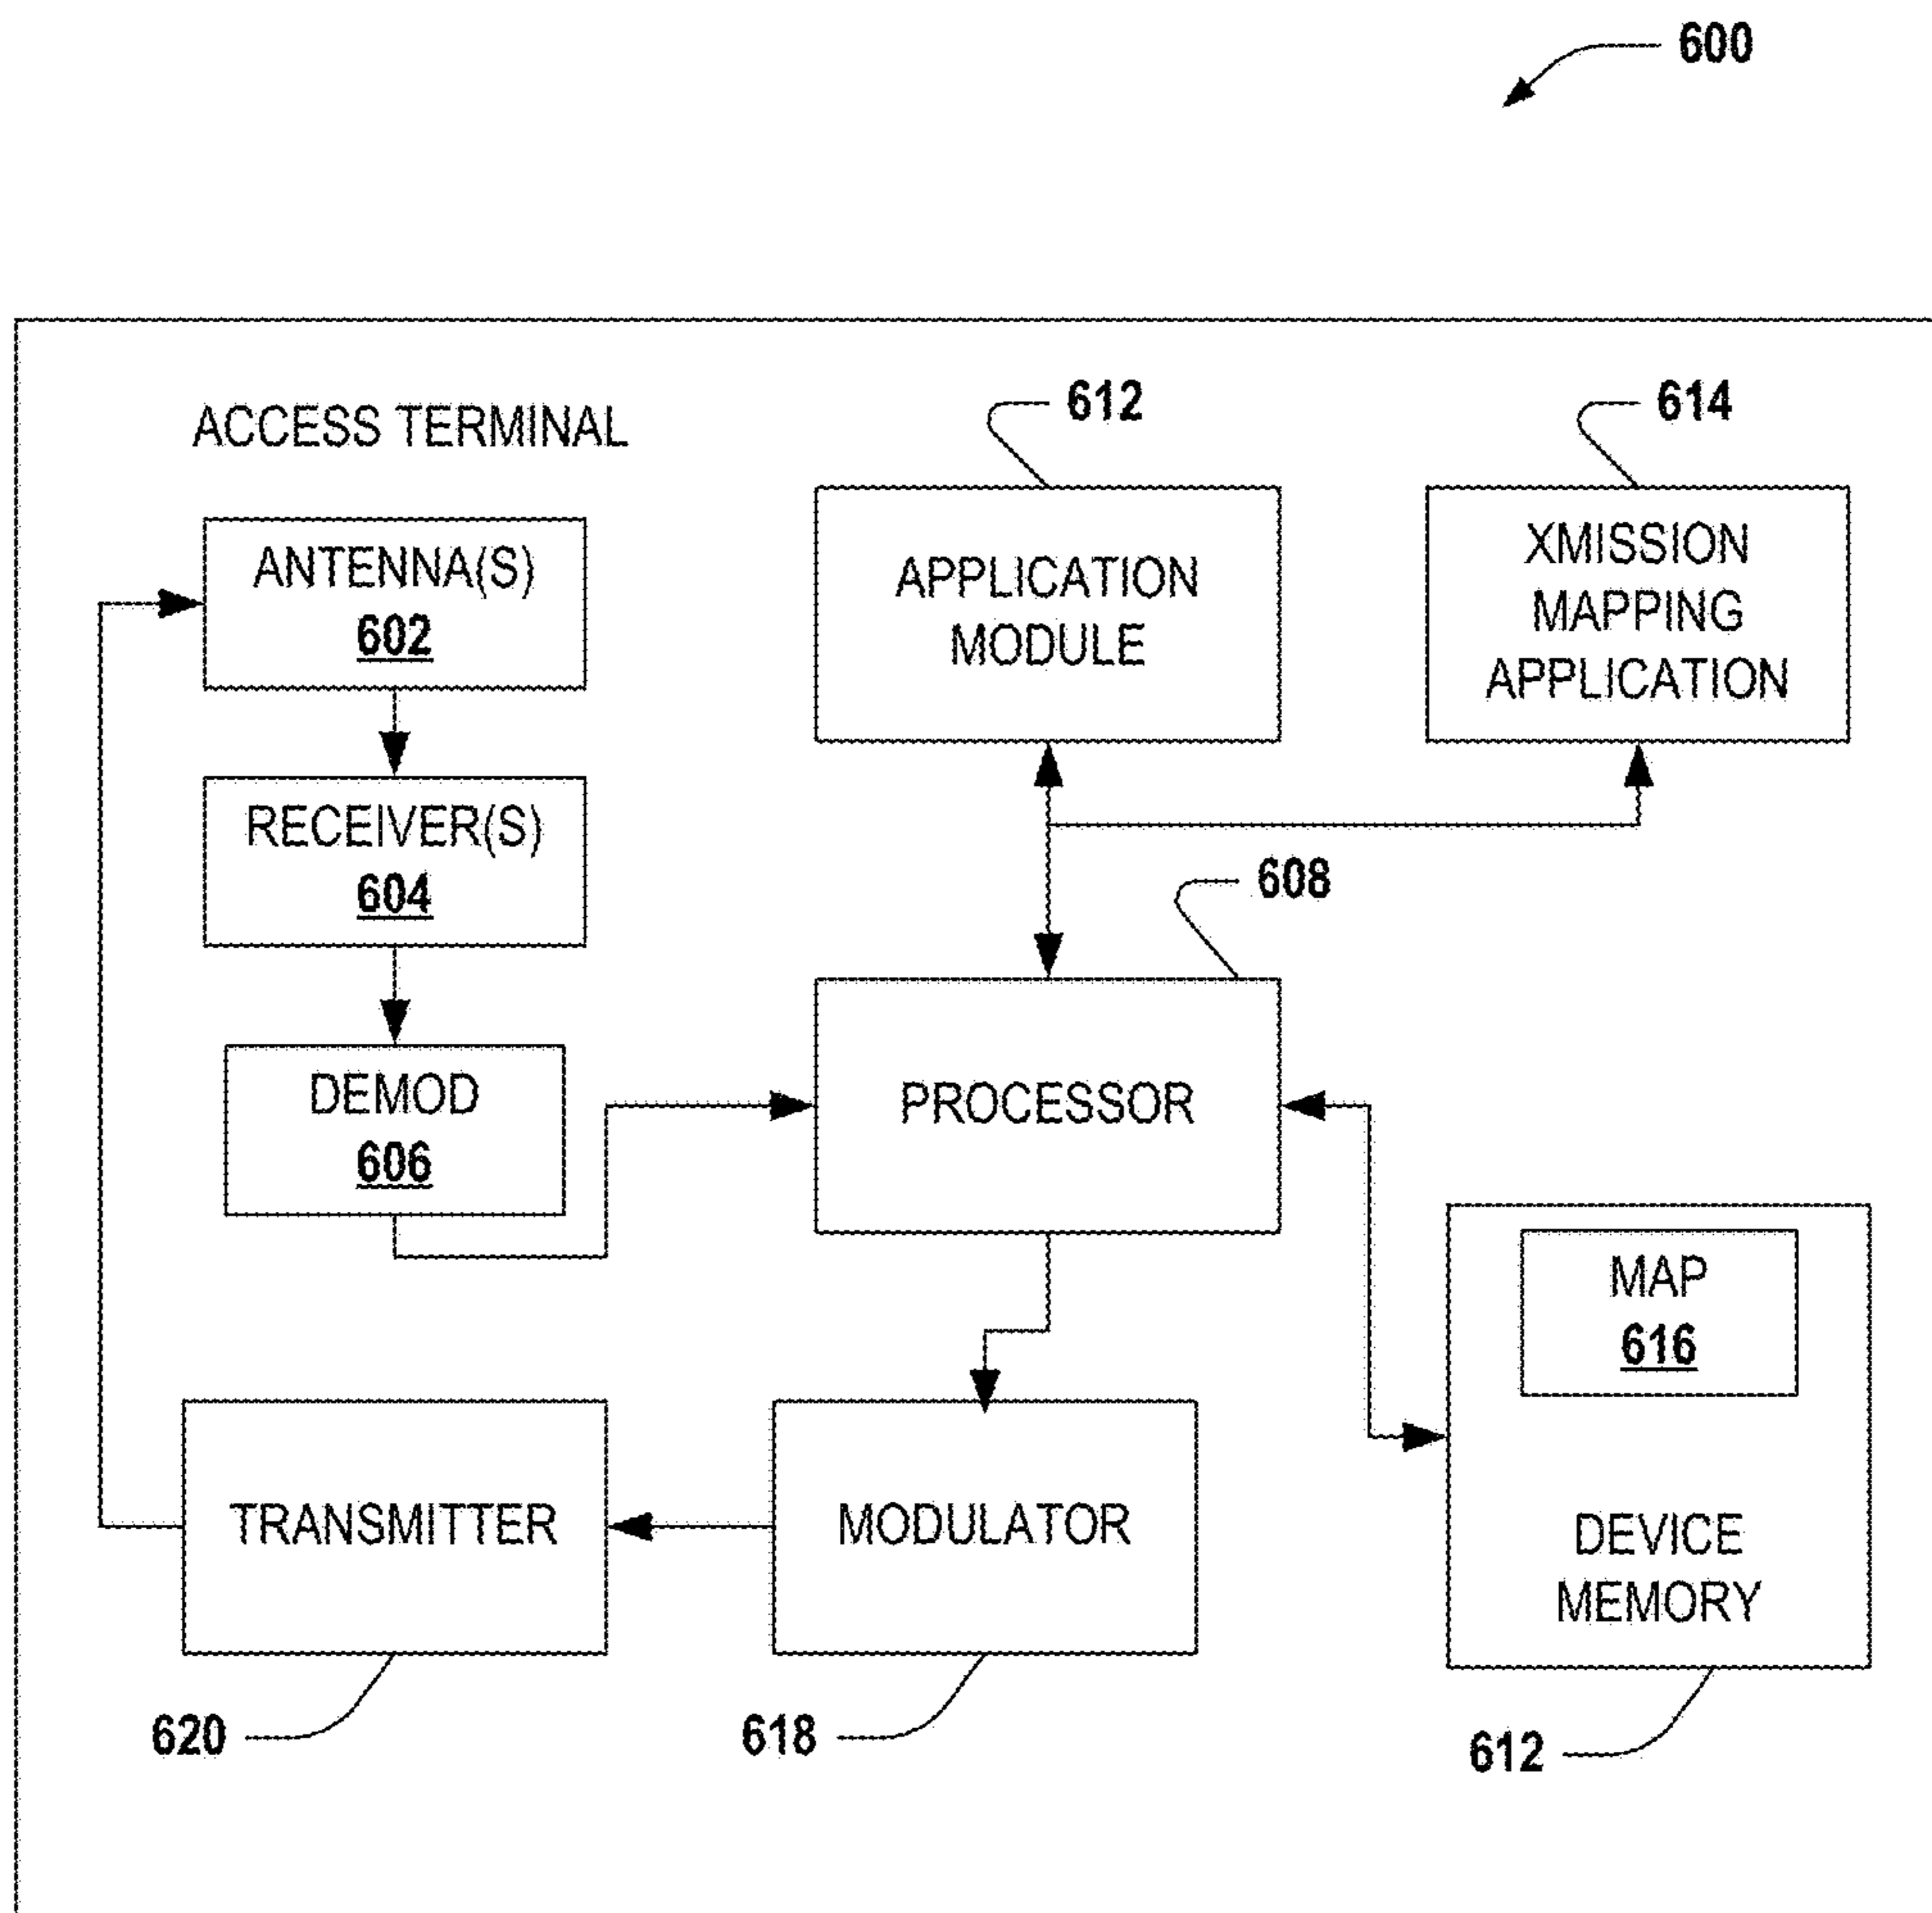 600
ACCESS TERMINAL
612
614
ANTENNA(S)
602
APPLICATION
MODULE
XMISSION
MAPPING
APPLICATION
RECEIVER(S)
604
608
DEMOD
606
PROCESSOR
MAP
616
TRANSMITTER
MODULATOR
DEVICE
MEMORY
620
618
612